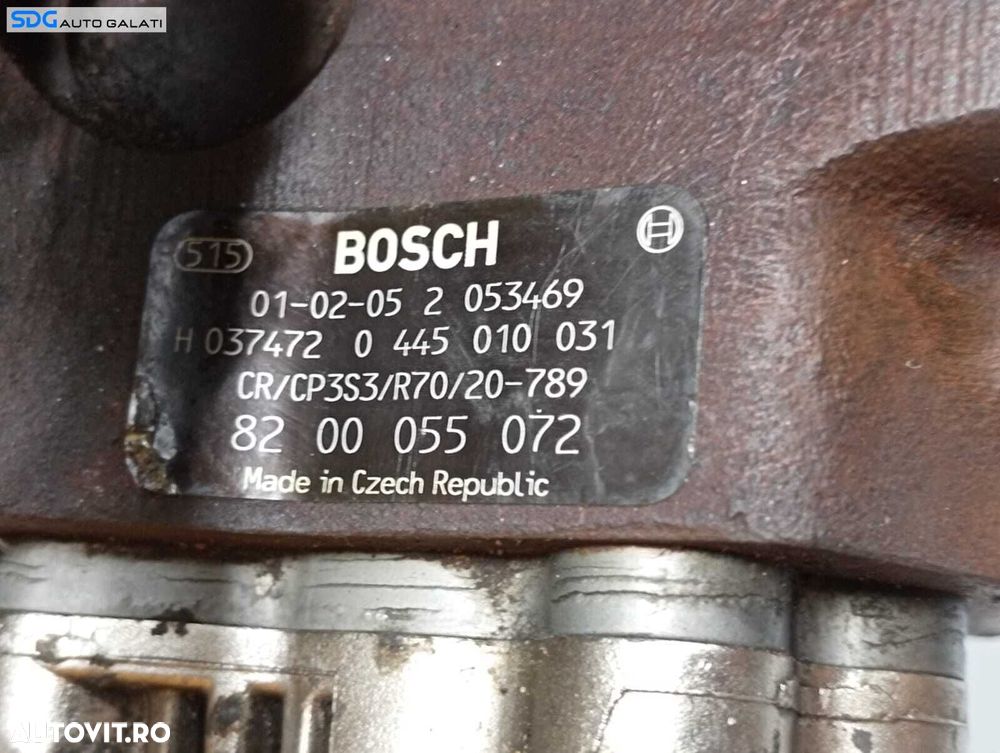 SDG AUTO GALATI
515 BOSCH H
01-02-05 2 053469
H 037472 0 445 010 031
CR/CP3S3/R70/20-789
82 00 055 072
Made in Czech Republic
AUTOVIT.RO